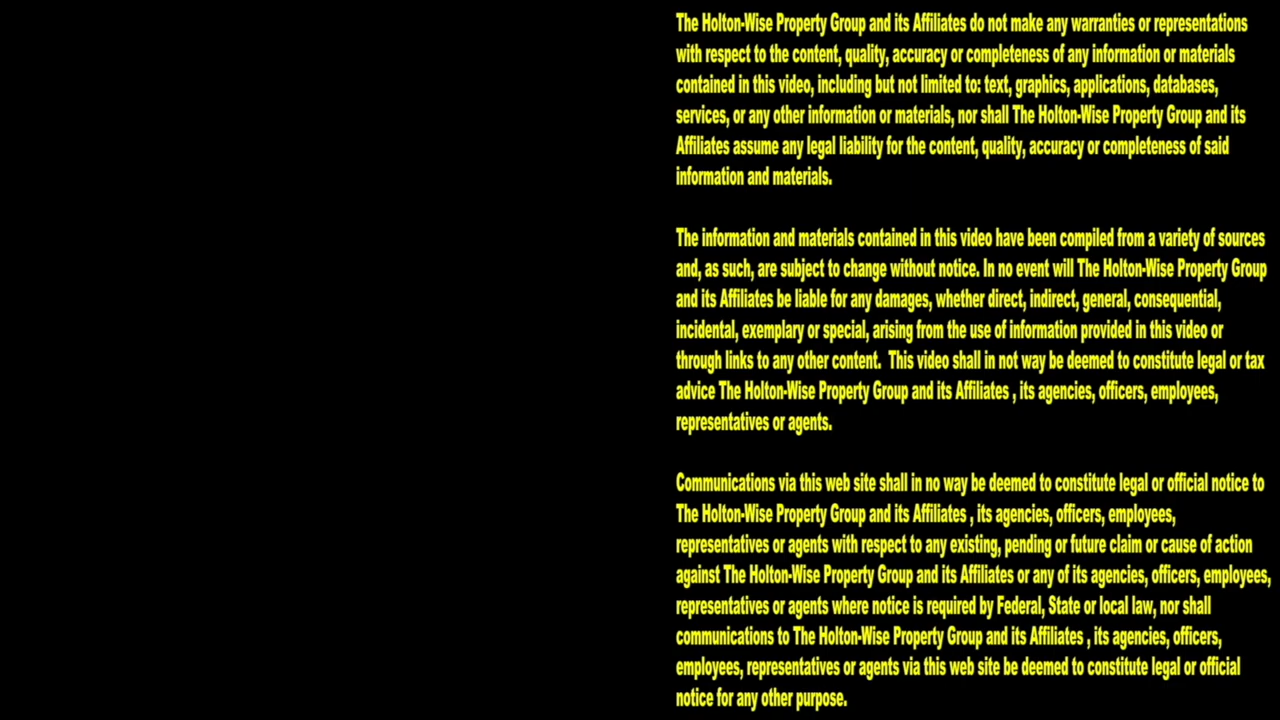 The Holton-Wise Property Group and its Affiliates do not make any warranties or representations
with respect to the content, quality, accuracy or completeness of any information or materials
contained in this video, including but not limited to: text, graphics, applications, databases,
services, or any other information or materials, nor shall The Holton-Wise Property Group and its
Affiliates assume any legal liability for the content, quality, accuracy or completeness of said
information and materials.
The information and materials contained in this video have been compiled from a variety of sources
and, as such, are subject to change without notice. In no event will The Holton-Wise Property Group
and its Affiliates be liable for any damages, whether direct, indirect, general, consequential,
incidental, exemplary or special, arising from the use of information provided in this video or
through links to any other content.  This video shall in not way be deemed to constitute legal or tax
advice The Holton-Wise Property Group and its Affiliates , its agencies, officers, employees,
representatives or agents.
Communications via this web site shall in no way be deemed to constitute legal or official notice to
The Holton-Wise Property Group and its Affiliates , its agencies, officers, employees,
representatives or agents with respect to any existing, pending or future claim or cause of action
against The Holton-Wise Property Group and its Affiliates or any of its agencies, officers, employees,
representatives or agents where notice is required by Federal, State or local law, nor shall
communications to The Holton-Wise Property Group and its Affiliates , its agencies, officers,
employees, representatives or agents via this web site be deemed to constitute legal or official
notice for any other purpose.